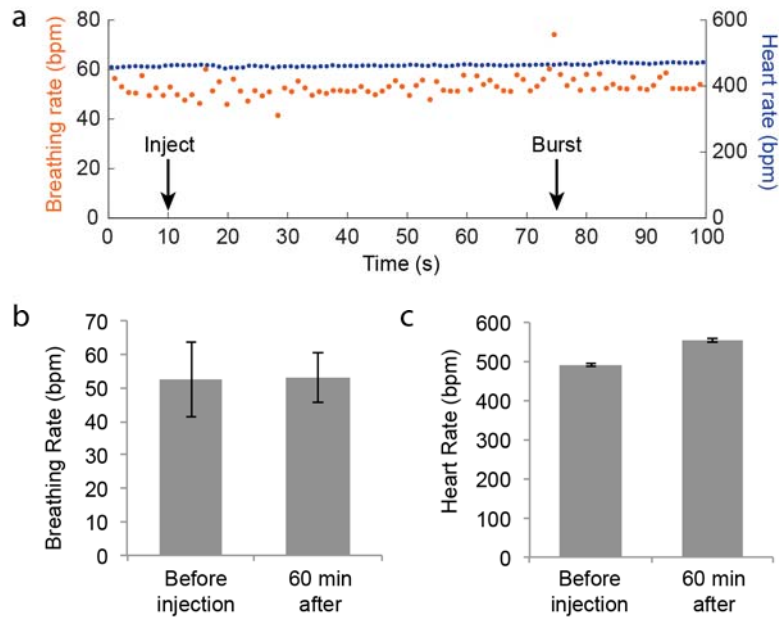 a
Breathing rate (bpm)
80
60
40
20
0
Inject
Burst
600
400
200
0
Heart rate (bpm)
0 10 20 30 40 50 60 70 80 90 100
Time (s)
b
Breathing Rate (bpm)
70
60
50
40
30
20
10
0
Before
injection
60 min
after
c
Heart Rate (bpm)
600
500
400
300
200
100
0
Before
injection
60 min
after